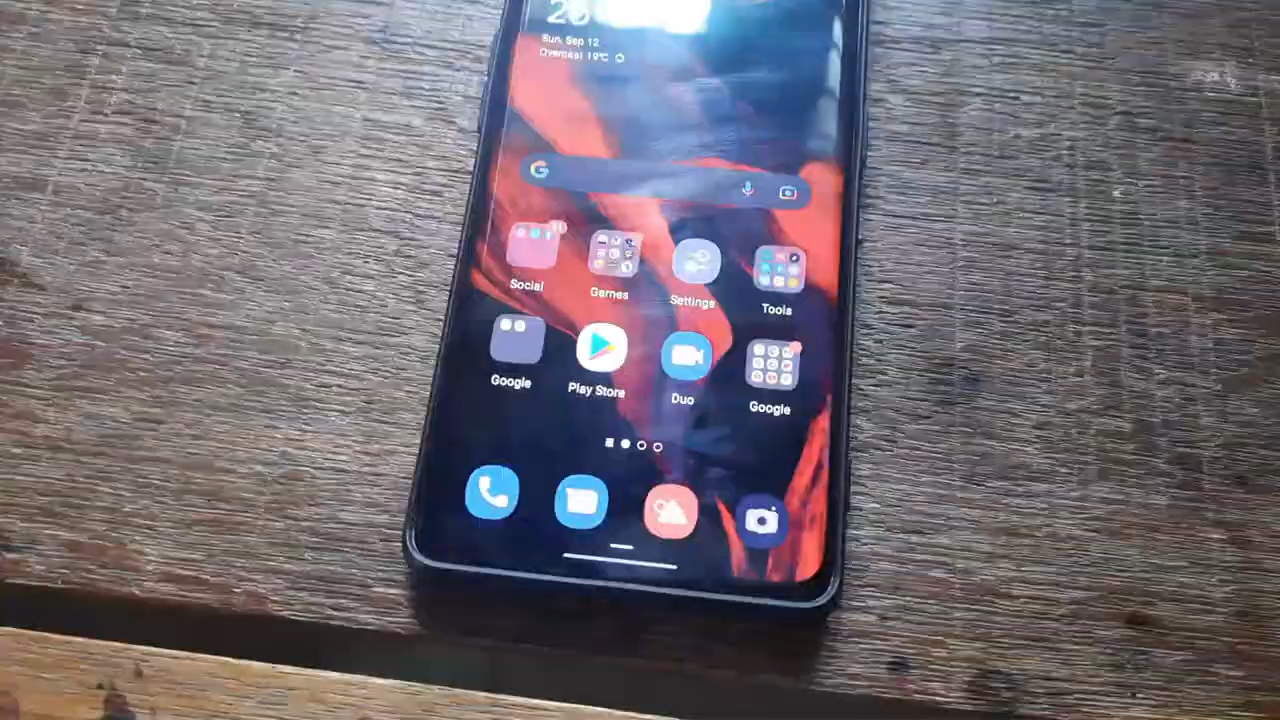 Sun, Sep 12
Overcast 19°C
Social
Games
Settings
Tools
Google
Play Store
Duo
Google